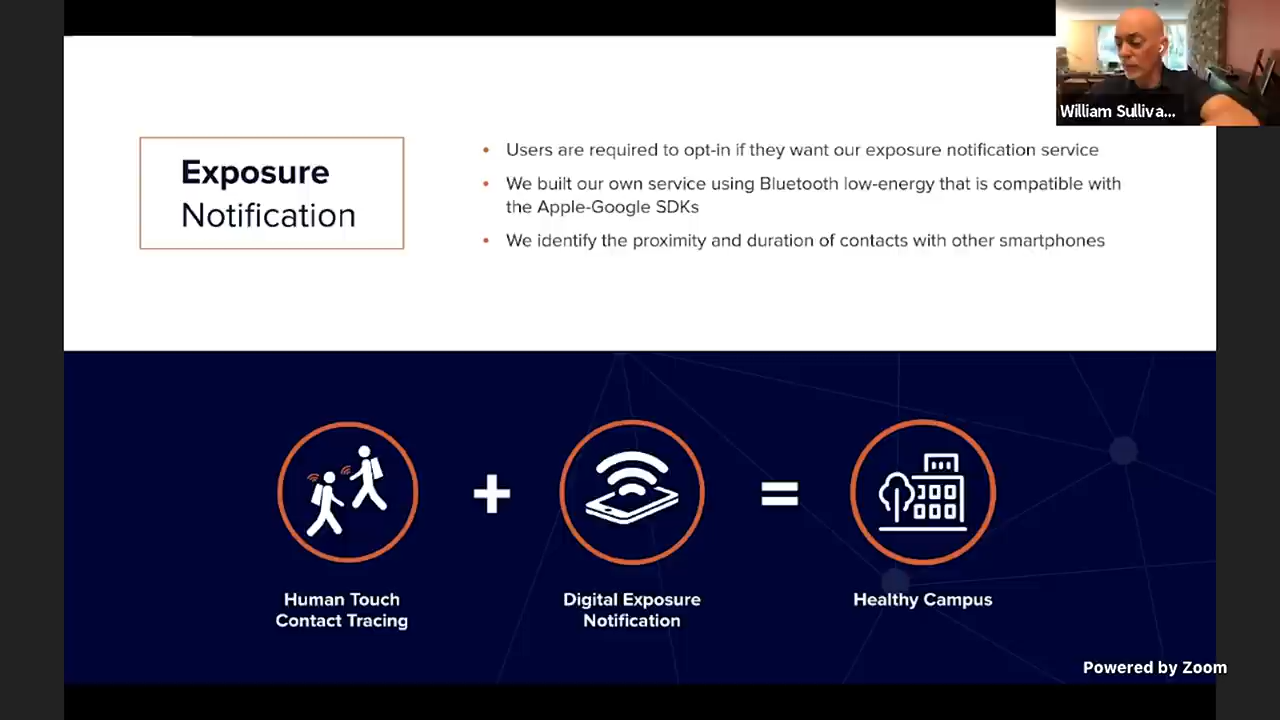 William Sulliva...
Exposure
Notification
Users are required to opt-in if they want our exposure notification service
We built our own service using Bluetooth low-energy that is compatible with
the Apple-Google SDKs
We identify the proximity and duration of contacts with other smartphones
Human Touch
Contact Tracing
Digital Exposure
Notification
Healthy Campus
Powered by Zoom